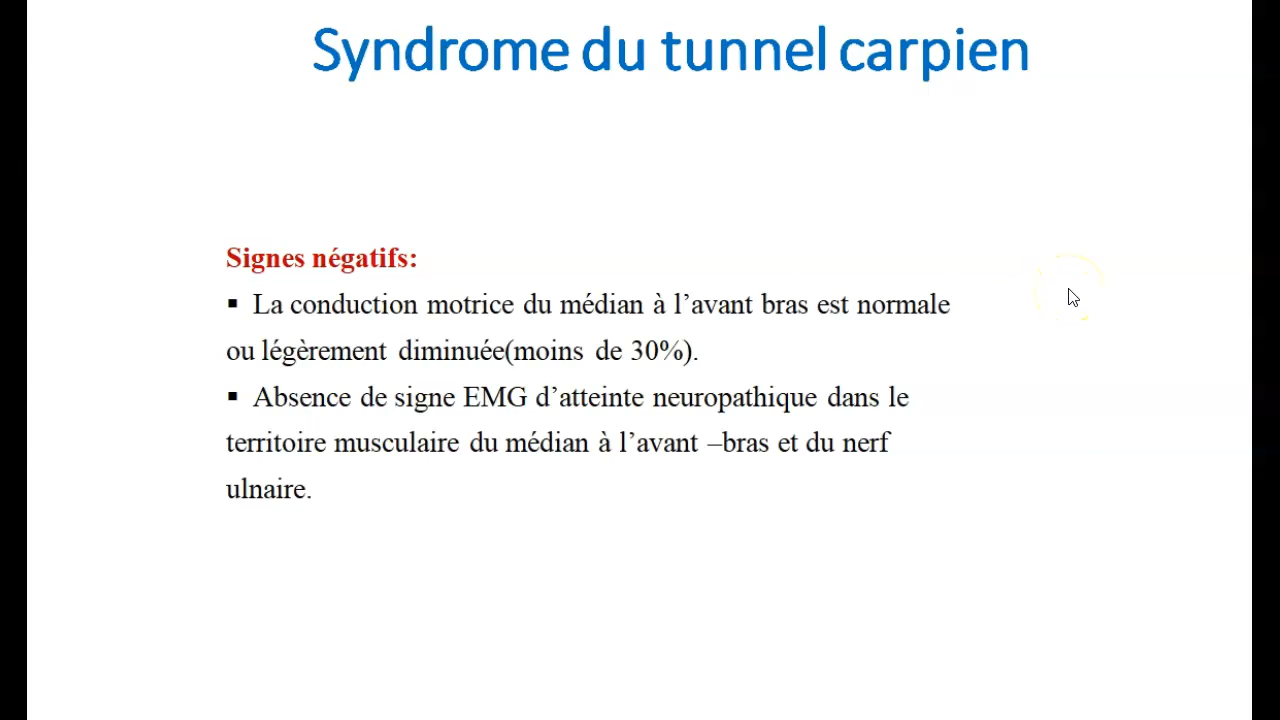 Syndrome du tunnel carpien
Signes négatifs:
▪ La conduction motrice du médian à l’avant bras est normale
ou légèrement diminuée(moins de 30%).
▪ Absence de signe EMG d’atteinte neuropathique dans le
territoire musculaire du médian à l’avant –bras et du nerf
ulnaire.